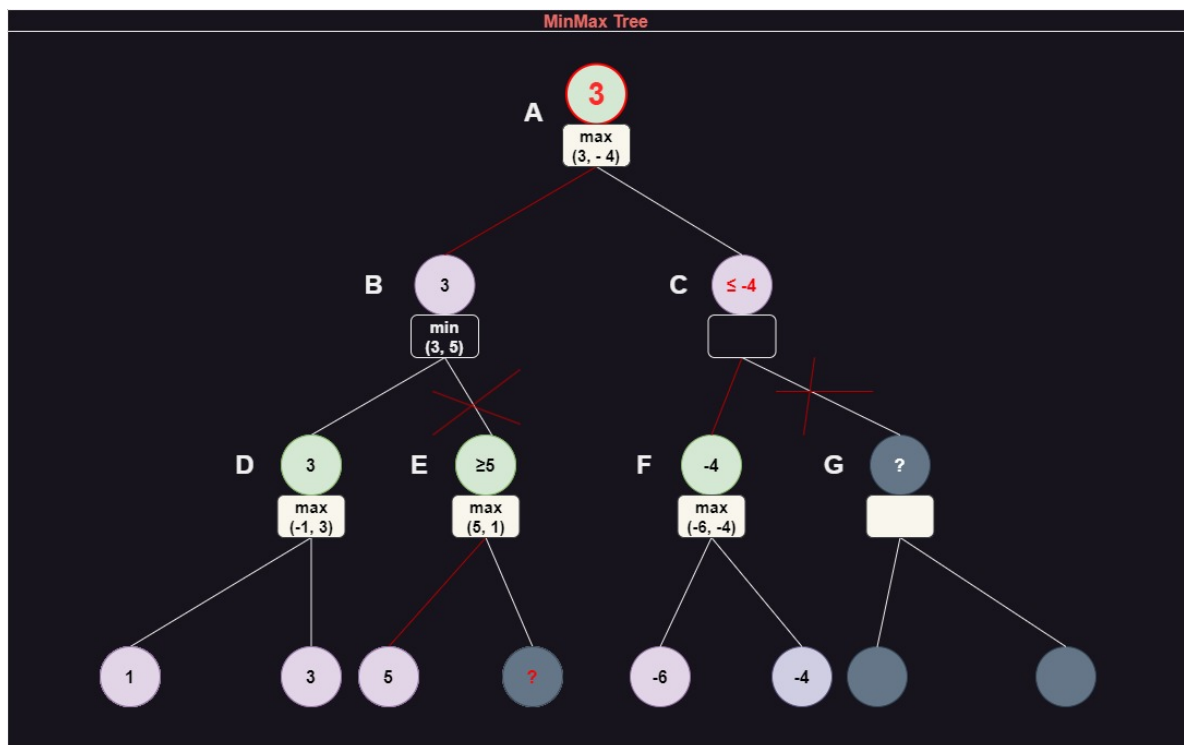 MinMax Tree
3
A
max
(3, - 4)
B
3
C
≤ -4
min
(3, 5)
D
3
E
≥5
F
-4
G
?
max
(-1, 3)
max
(5, 1)
max
(-6, -4)
1
3
5
?
-6
-4